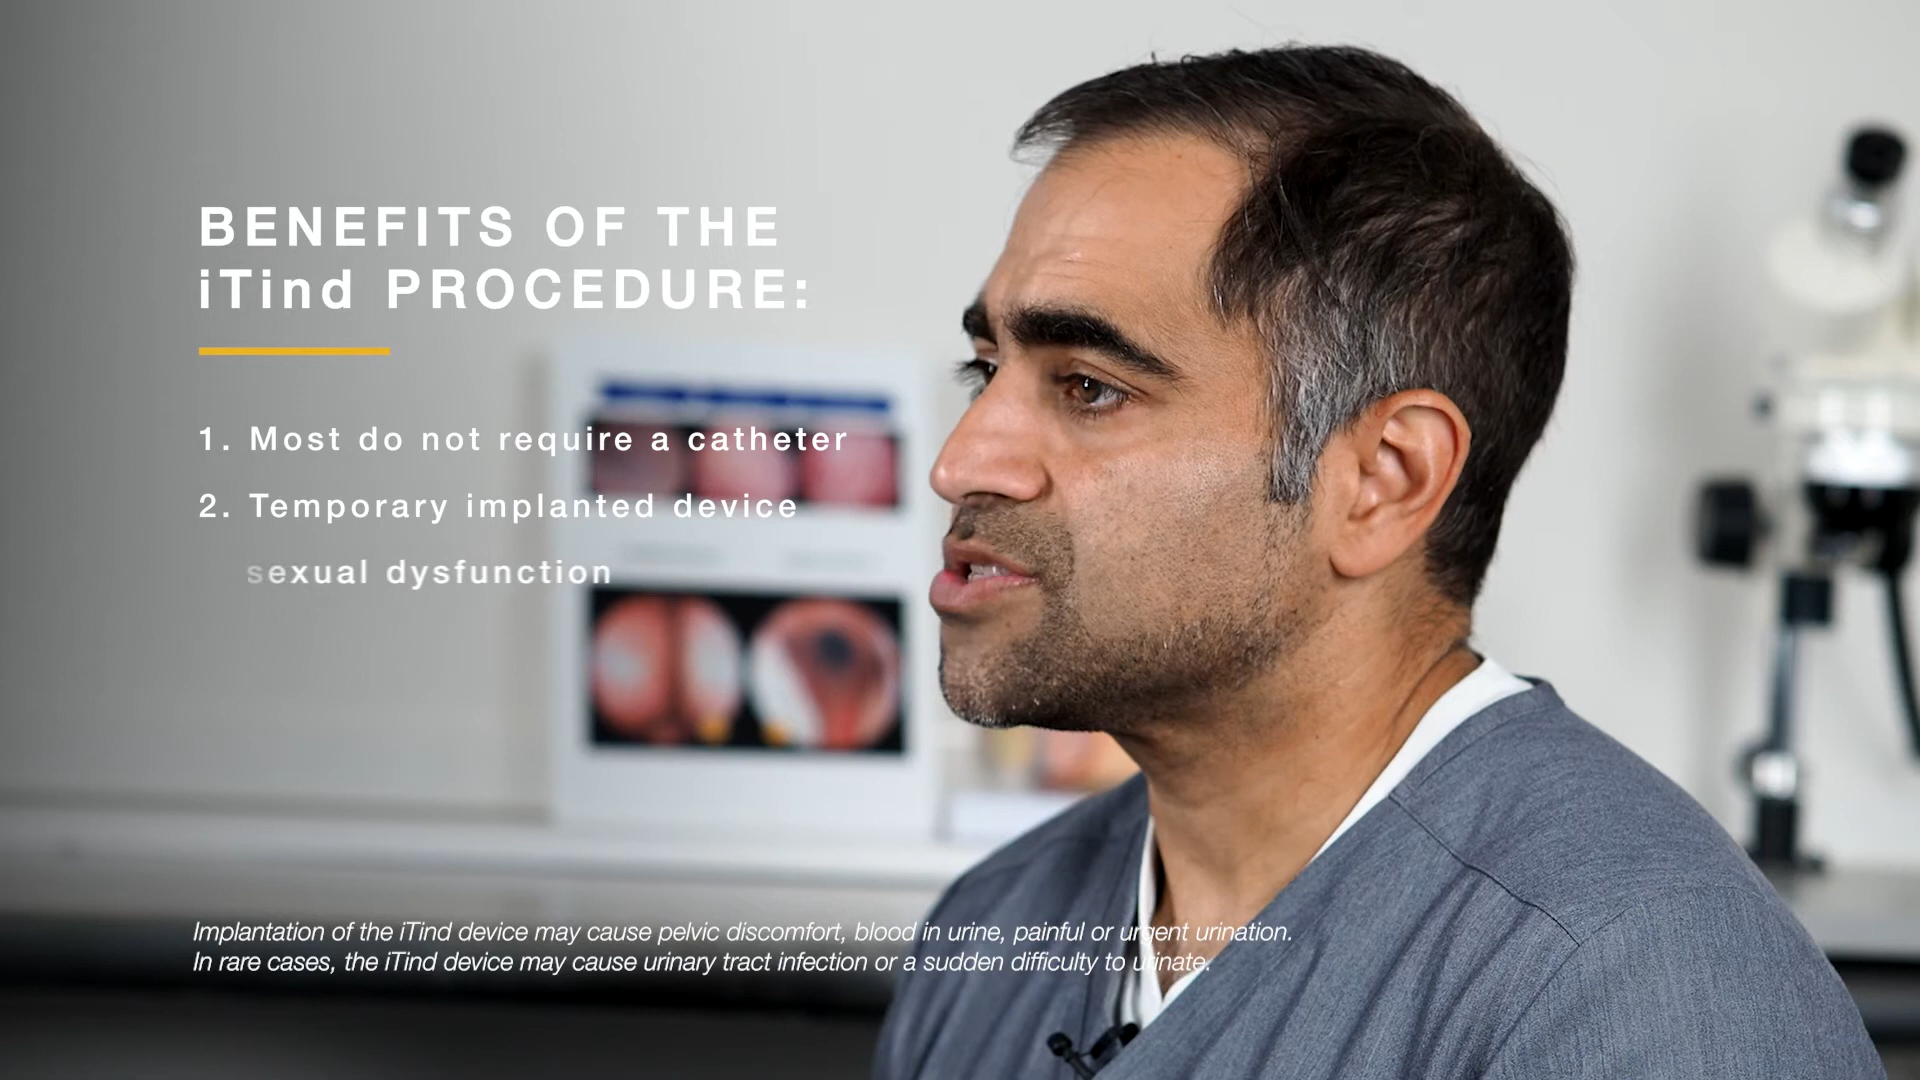 BENEFITS OF THE
iTind PROCEDURE:
1. Most do not require a catheter
2. Temporary implanted device
sexual dysfunction
Implantation of the iTind device may cause pelvic discomfort, blood in urine, painful or urgent urination.
In rare cases, the iTind device may cause urinary tract infection or a sudden difficulty to urinate.